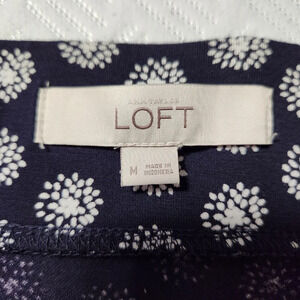 ANN TAYLOR
LOFT
M
MADE IN
INDONESIA